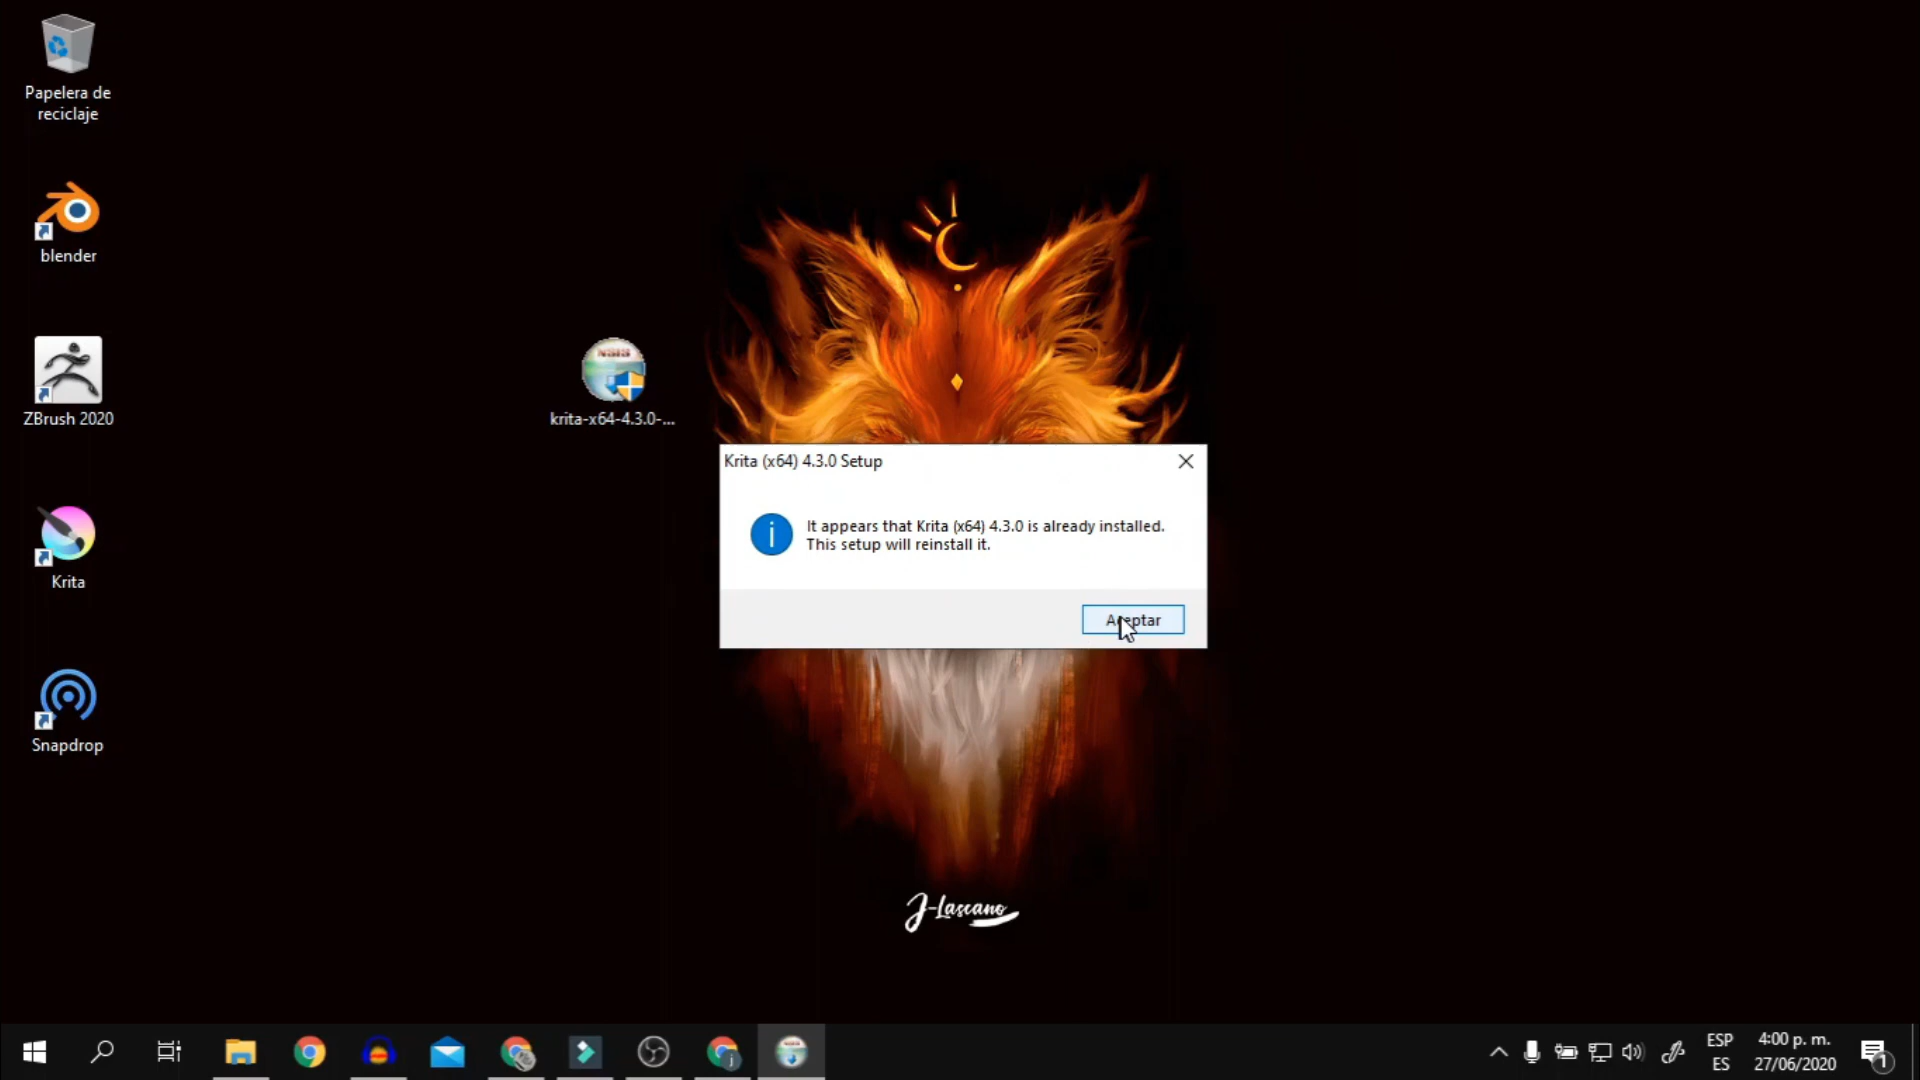 Papelera de
reciclaje
blender
ZBrush 2020
Krita
Snapdrop
NSIS
krita-x64-4.3.0-...
Krita (x64) 4.3.0 Setup
It appears that Krita (x64) 4.3.0 is already installed.
This setup will reinstall it.
Aceptar
J-Lascano
ESP
ES
4:00 p. m.
27/06/2020
1